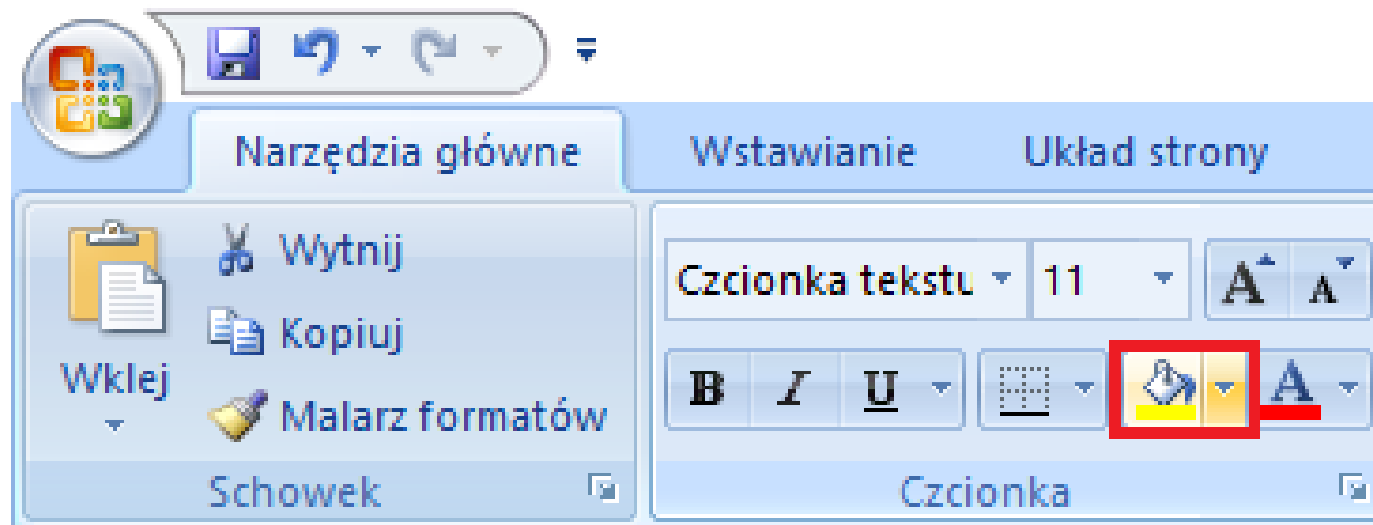 Narzędzia główne Wstawianie Układ strony
Wytnij
Kopiuj
Malarz formatów
Wklej
Schowek
Czcionka tekstu 11 A A
B I U A
Czcionka